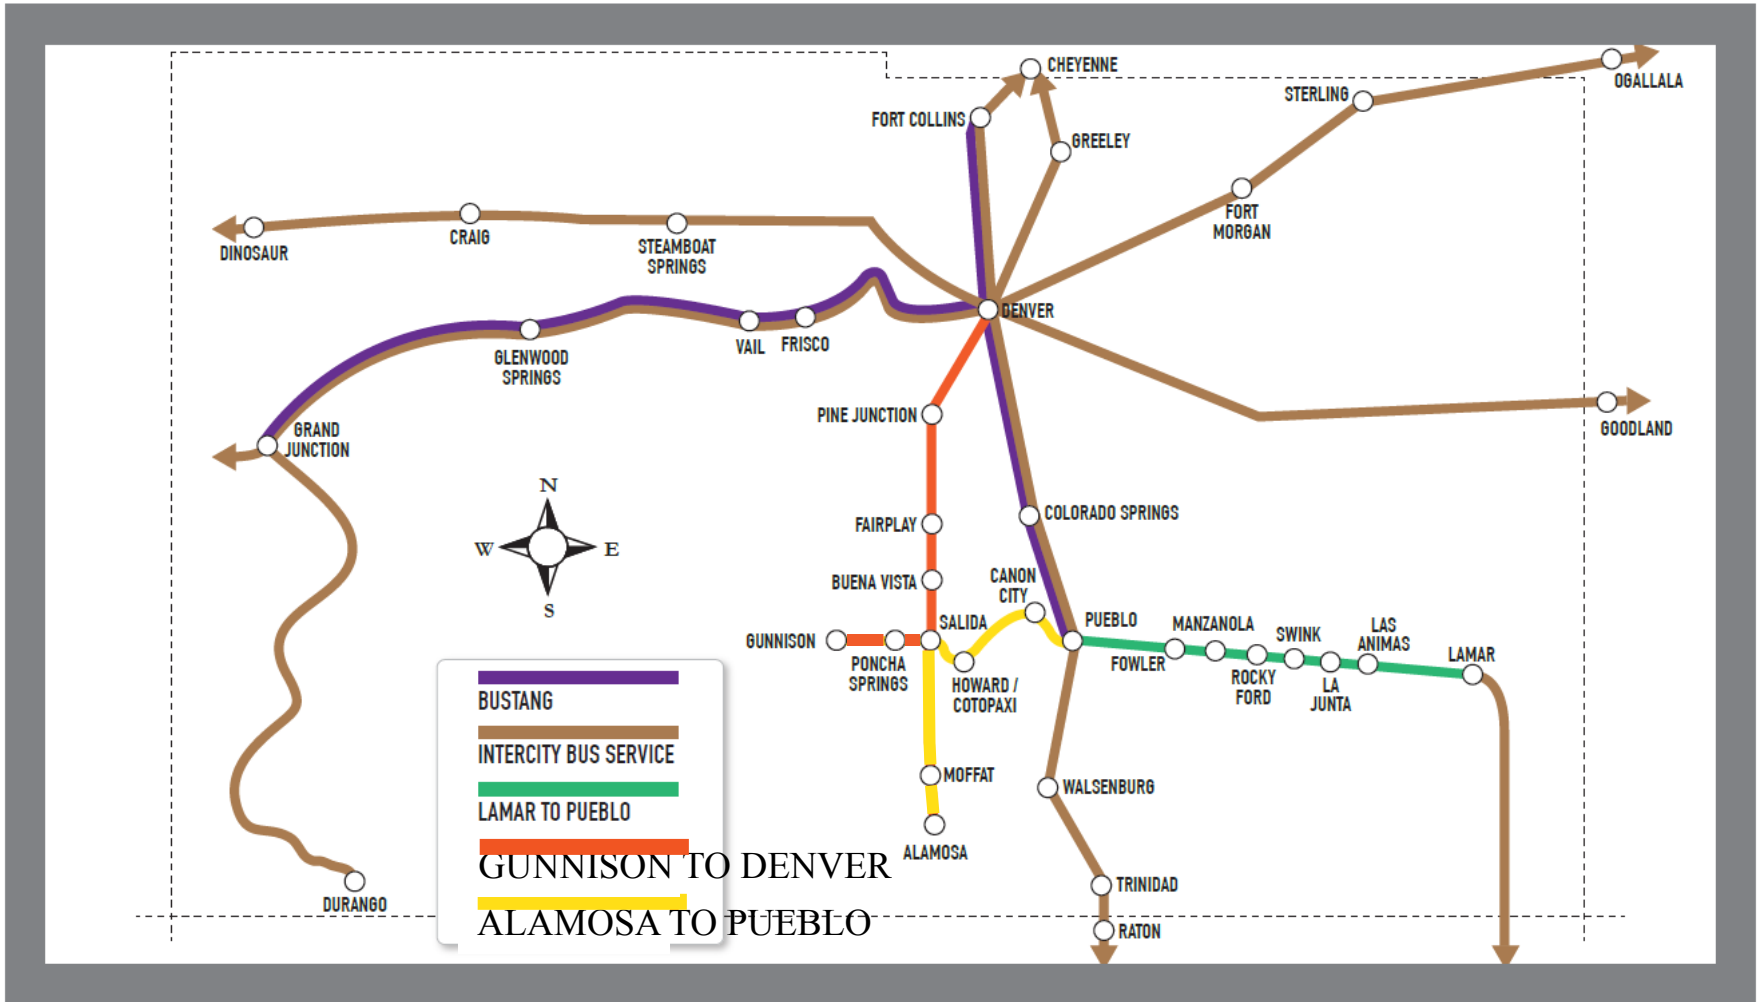 CHEYENNE
OGALLALA
STERLING
FORT COLLINS
GREELEY
FORT
MORGAN
DINOSAUR
CRAIG
STEAMBOAT
SPRINGS
DENVER
VAIL
FRISCO
GLENWOOD
SPRINGS
PINE JUNCTION
GOODLAND
GRAND
JUNCTION
N
W
E
S
FAIRPLAY
COLORADO SPRINGS
BUENA VISTA
CANON
CITY
SALIDA
PUEBLO
MANZANOLA
SWINK
LAS
ANIMAS
GUNNISON
PONCHA
SPRINGS
HOWARD /
COTOPAXI
FOWLER
ROCKY
FORD
LA
JUNTA
LAMAR
MOFFAT
WALSENBURG
ALAMOSA
TRINIDAD
RATON
DURANGO
BUSTANG
INTERCITY BUS SERVICE
LAMAR TO PUEBLO
GUNNISON TO DENVER
ALAMOSA TO PUEBLO